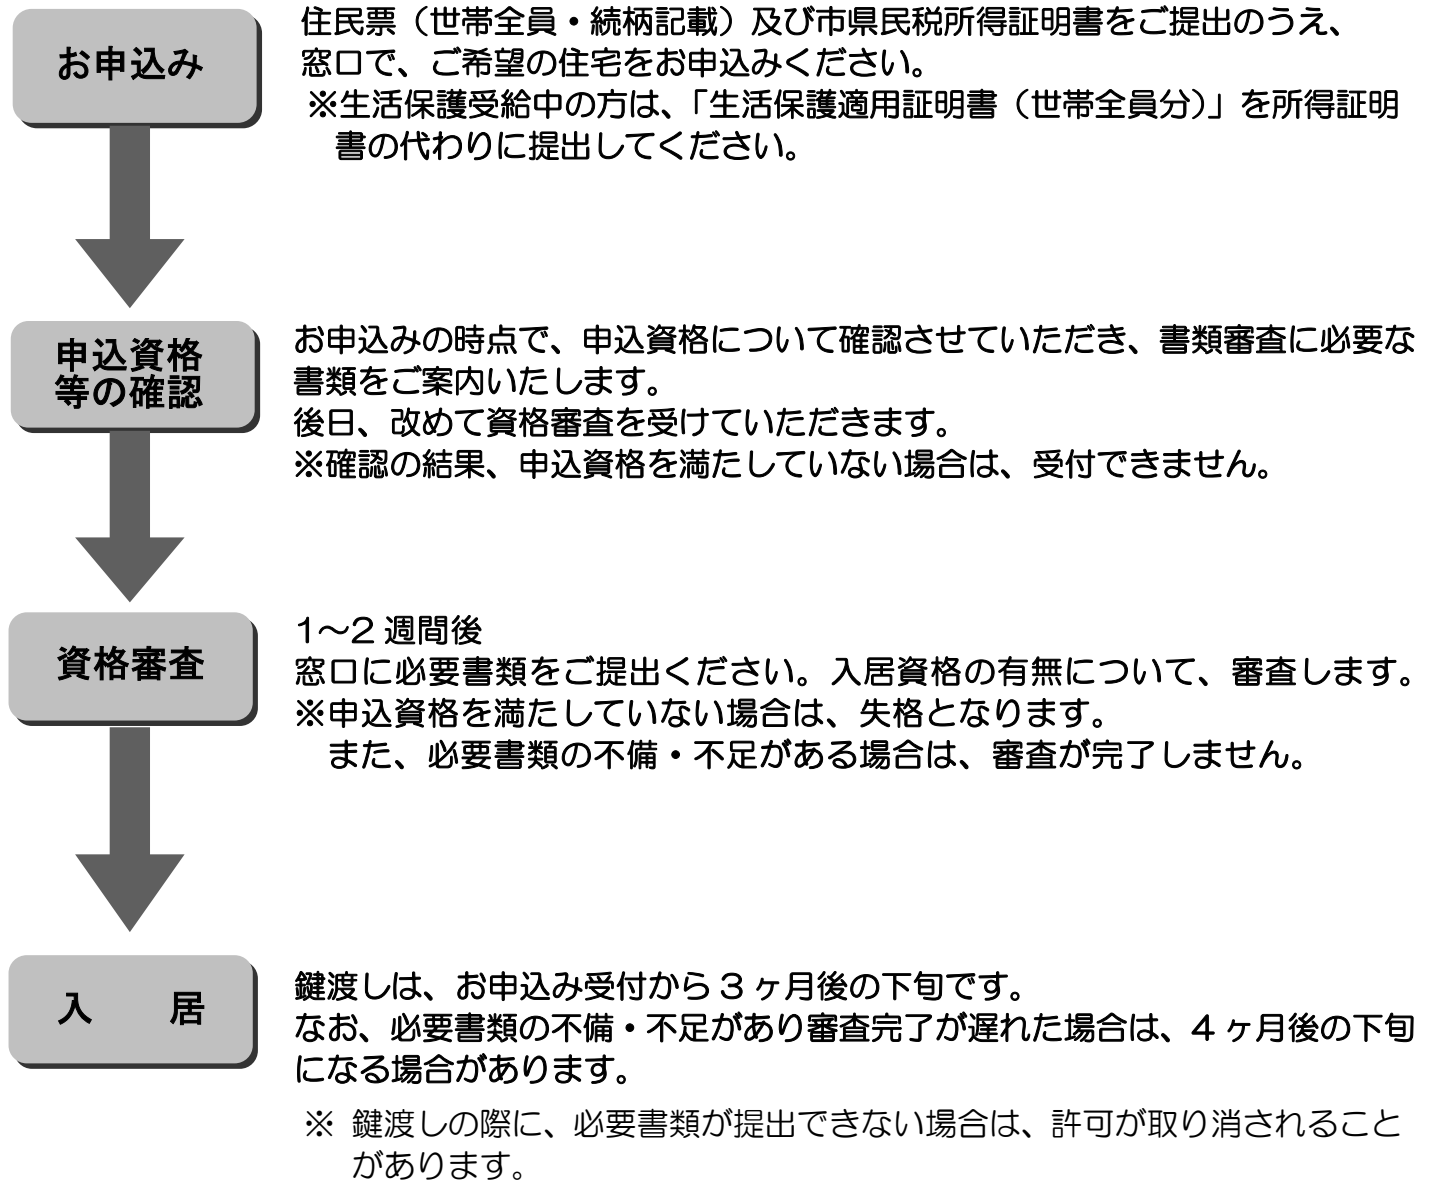 お申込み
住民票（世帯全員・続柄記載）及び市県民税所得証明書をご提出のうえ、
窓口で、ご希望の住宅をお申込みください。
※生活保護受給中の方は、「生活保護適用証明書（世帯全員分）」を所得証明
書の代わりに提出してください。
申込資格
等の確認
お申込みの時点で、申込資格について確認させていただき、書類審査に必要な
書類をご案内いたします。
後日、改めて資格審査を受けていただきます。
※確認の結果、申込資格を満たしていない場合は、受付できません。
資格審査
1～2週間後
窓口に必要書類をご提出ください。入居資格の有無について、審査します。
※申込資格を満たしていない場合は、失格となります。
また、必要書類の不備・不足がある場合は、審査が完了しません。
入　居
鍵渡しは、お申込み受付から3ヶ月後の下旬です。
なお、必要書類の不備・不足があり審査完了が遅れた場合は、4ヶ月後の下旬
になる場合があります。
※ 鍵渡しの際に、必要書類が提出できない場合は、許可が取り消されること
があります。